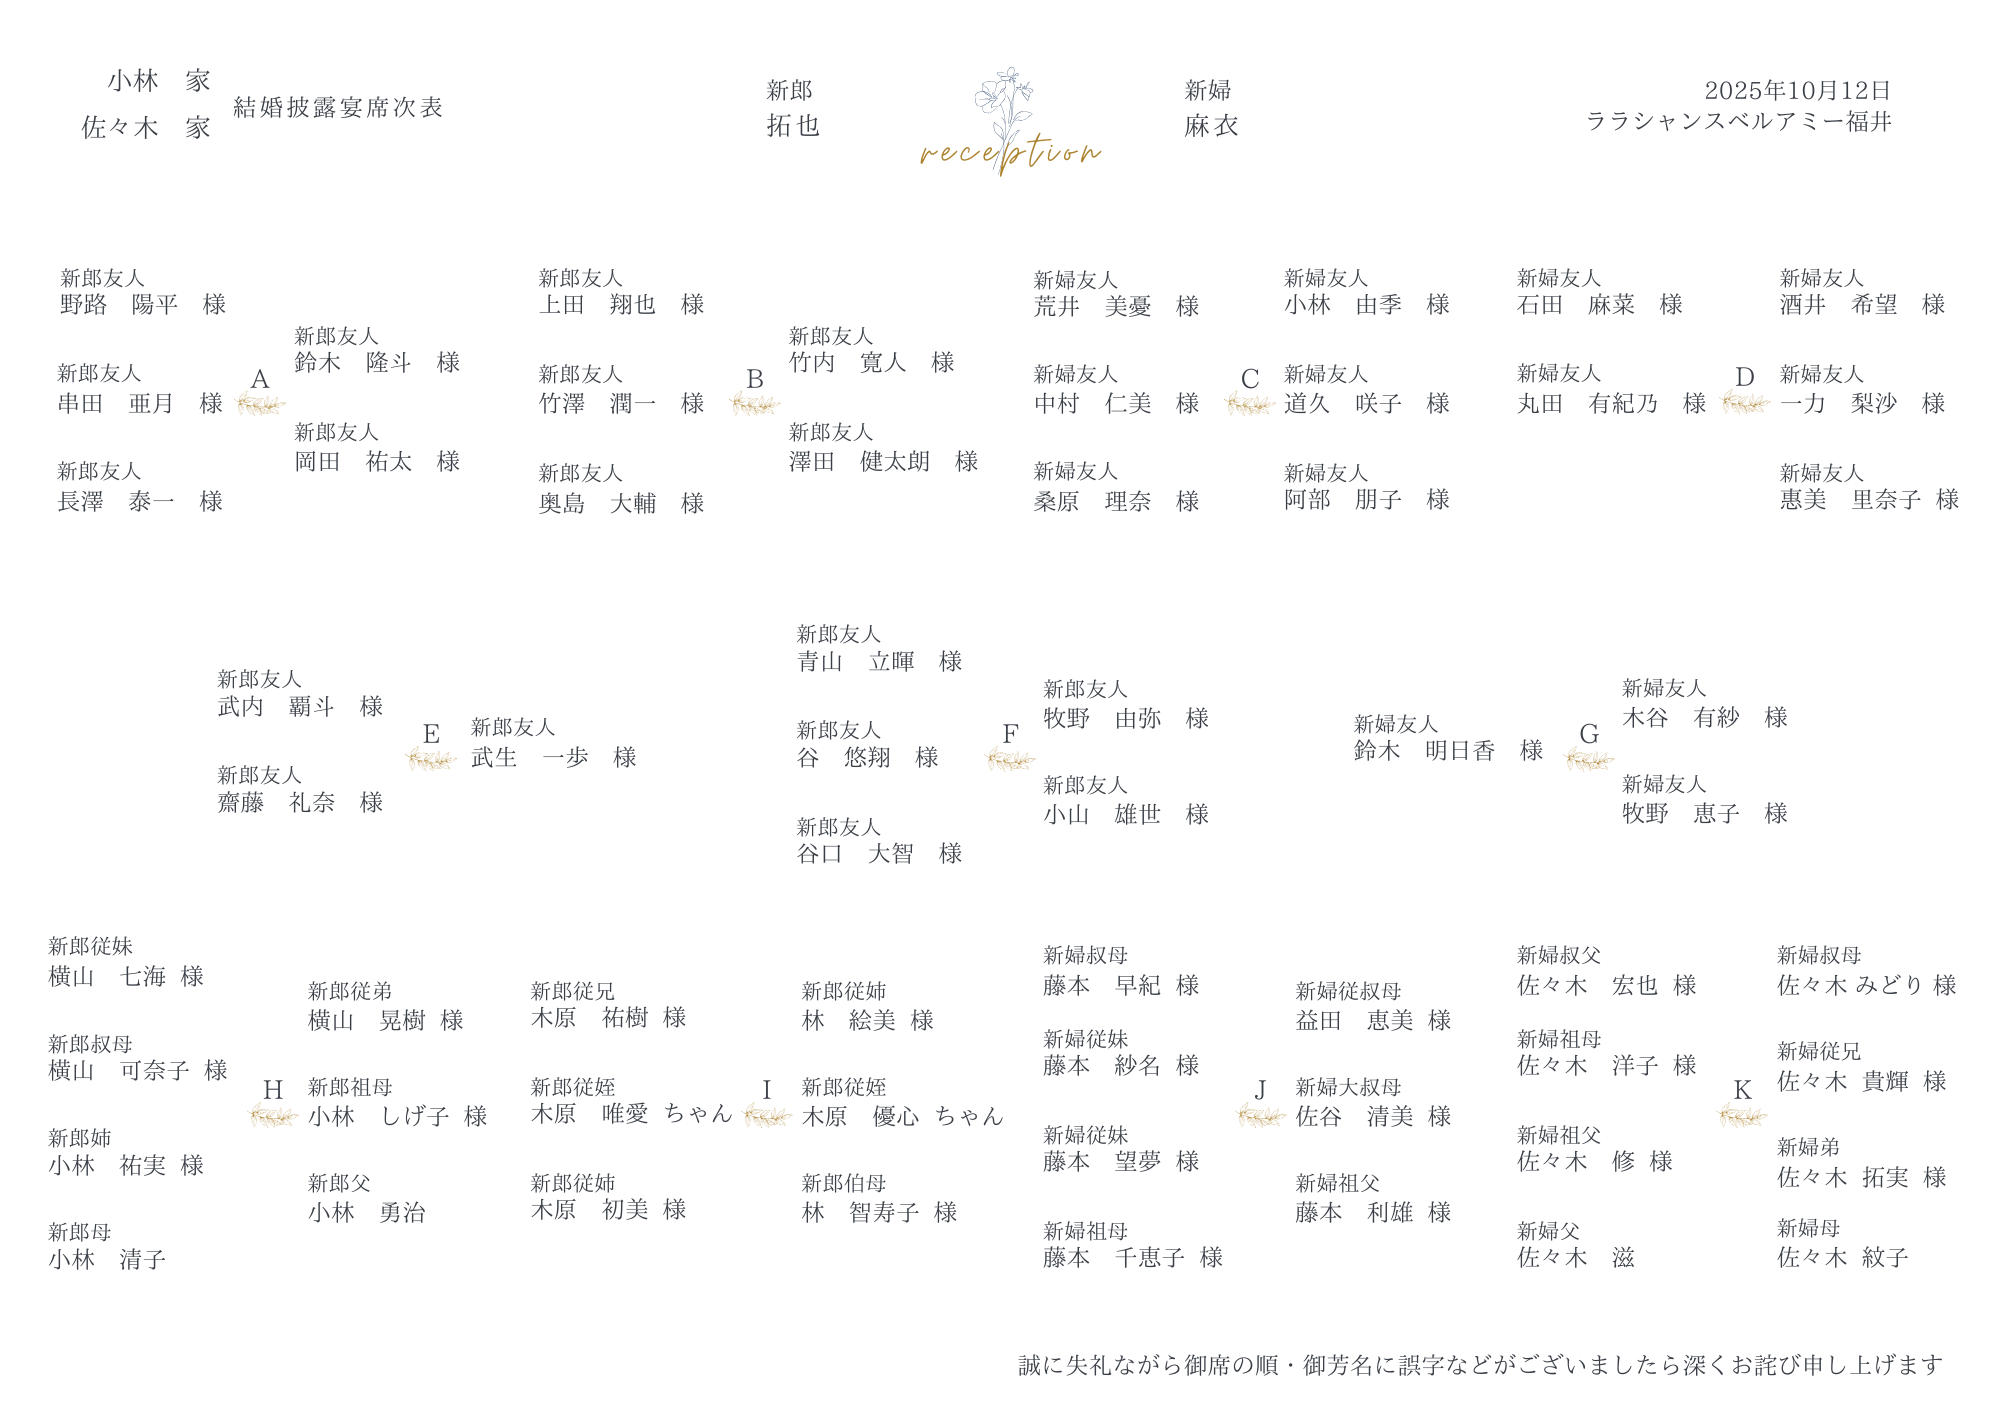 小林　家
佐々木　家
結婚披露宴席次表
新郎
拓也
reception
新婦
麻衣
2025年10月12日
ララシャンスベルアミー福井
新郎友人
野路　陽平　様
新郎友人
鈴木　隆斗　様
新郎友人
串田　亜月　様
A
新郎友人
岡田　祐太　様
新郎友人
長澤　泰一　様
新郎友人
上田　翔也　様
新郎友人
竹内　寛人　様
新郎友人
竹澤　潤一　様
B
新郎友人
澤田　健太朗　様
新郎友人
奥島　大輔　様
新婦友人
荒井　美憂　様
新婦友人
小林　由季　様
新婦友人
中村　仁美　様
C
新婦友人
道久　咲子　様
新婦友人
桑原　理奈　様
新婦友人
阿部　朋子　様
新婦友人
石田　麻菜　様
新婦友人
酒井　希望　様
新婦友人
丸田　有紀乃　様
D
新婦友人
一力　梨沙　様
新婦友人
惠美　里奈子 様
新郎友人
武内　覇斗　様
E
新郎友人
武生　一歩　様
新郎友人
齋藤　礼奈　様
新郎友人
青山　立暉　様
新郎友人
牧野　由弥　様
新郎友人
谷　悠翔　様
F
新郎友人
小山　雄世　様
新郎友人
谷口　大智　様
新婦友人
鈴木　明日香　様
G
新婦友人
木谷　有紗　様
新婦友人
牧野　恵子　様
新郎従妹
横山　七海 様
新郎従弟
横山　晃樹 様
新郎叔母
横山　可奈子 様
H
新郎祖母
小林　しげ子 様
新郎姉
小林　祐実 様
新郎父
小林　勇治
新郎母
小林　清子
新郎従兄
木原　祐樹 様
新郎従姉
林　絵美 様
新郎従姪
木原　唯愛 ちゃん
I
新郎従姪
木原　優心 ちゃん
新郎従姉
木原　初美 様
新郎伯母
林　智寿子 様
新婦叔母
藤本　早紀 様
新婦従叔母
益田　恵美 様
新婦従妹
藤本　紗名 様
J
新婦大叔母
佐谷　清美 様
新婦従妹
藤本　望夢 様
新婦祖父
藤本　利雄 様
新婦祖母
藤本　千恵子 様
新婦叔父
佐々木　宏也 様
新婦叔母
佐々木 みどり 様
新婦祖母
佐々木　洋子 様
新婦従兄
佐々木 貴輝 様
K
新婦祖父
佐々木　修 様
新婦弟
佐々木 拓実 様
新婦父
佐々木　滋
新婦母
佐々木 紋子
誠に失礼ながら御席の順・御芳名に誤字などがございましたら深くお詫び申し上げます